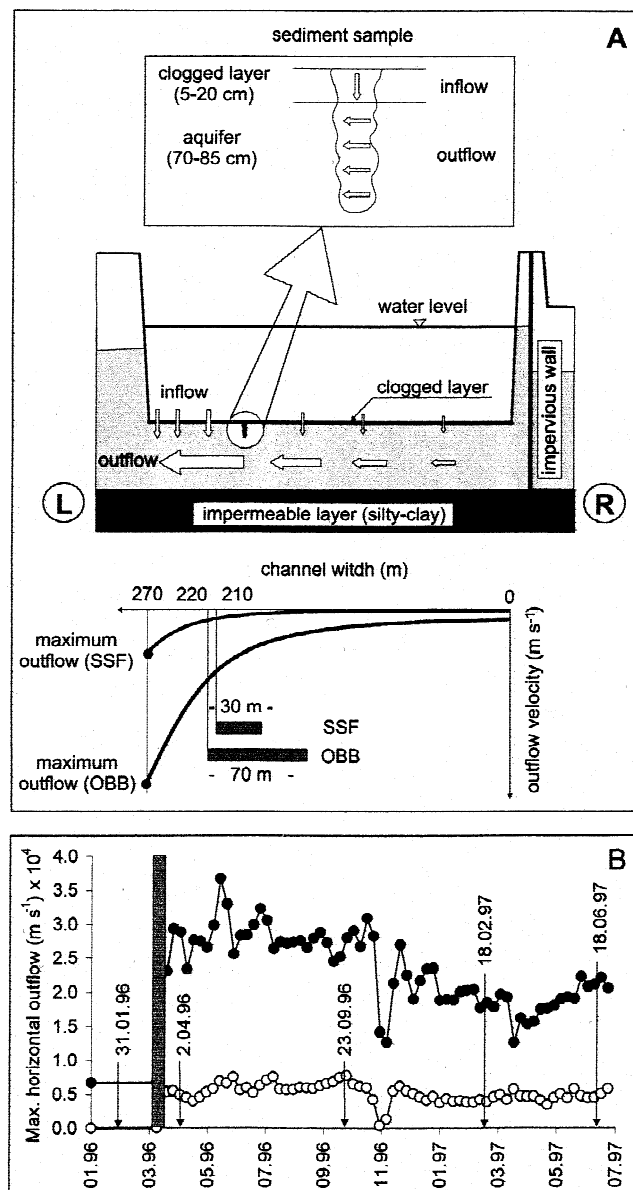 A
sediment sample
clogged layer
(5-20 cm)
inflow
aquifer
(70-85 cm)
outflow
water level
inflow
clogged layer
outflow
impervious wall
L
R
impermeable layer (silty-clay)
channel witdh (m)
270 220 210 0
maximum
outflow (SSF)
- 30 m -
SSF
OBB
- 70 m -
maximum
outflow (OBB)
outflow velocity (m s⁻¹)
B
Max. horizontal outflow (m s⁻¹) x 10⁴
4.0
3.5
3.0
2.5
2.0
1.5
1.0
0.5
0.0
31.01.96
2.04.96
23.09.96
18.02.97
18.06.97
01.96 03.96 05.96 07.96 09.96 11.96 01.97 03.97 05.97 07.97